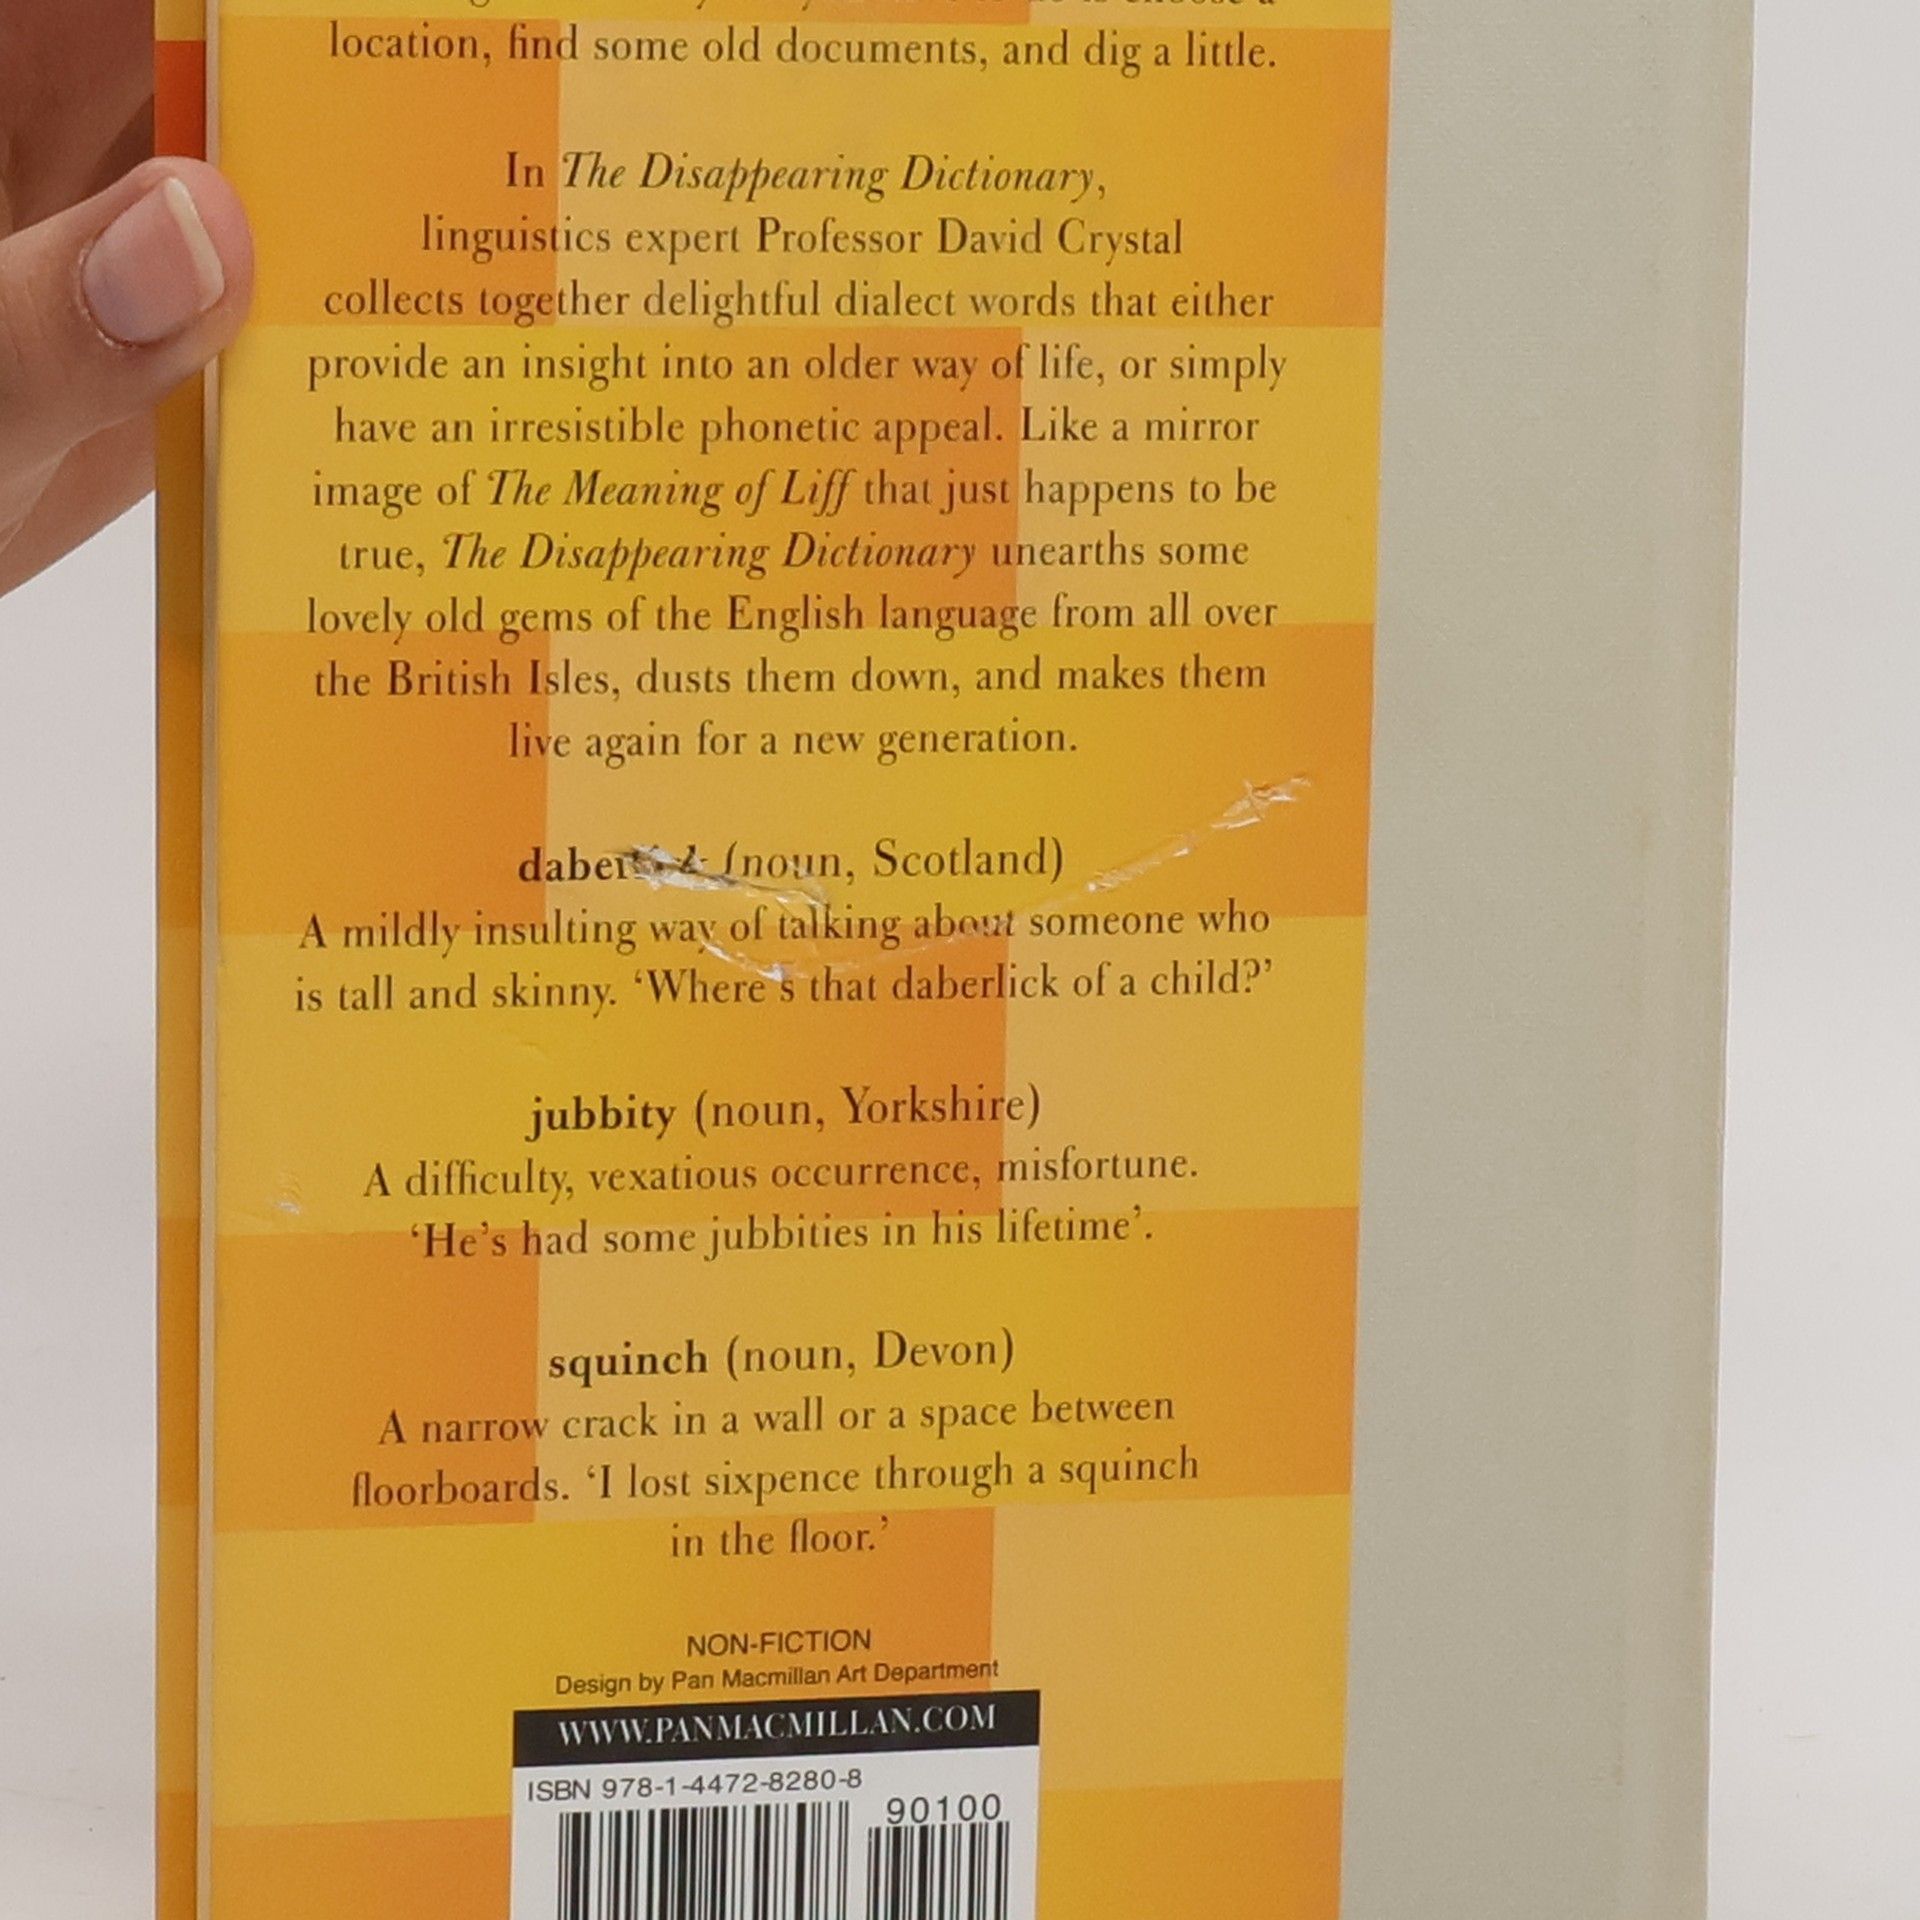 location, find some old documents, and dig a little.
In The Disappearing Dictionary,
linguistics expert Professor David Crystal
collects together delightful dialect words that either
provide an insight into an older way of life, or simply
have an irresistible phonetic appeal. Like a mirror
image of The Meaning of Liff that just happens to be
true, The Disappearing Dictionary unearths some
lovely old gems of the English language from all over
the British Isles, dusts them down, and makes them
live again for a new generation.
daberlick (noun, Scotland)
A mildly insulting way of talking about someone who
is tall and skinny. ‘Where's that daberlick of a child?’
jubbity (noun, Yorkshire)
A difficulty, vexatious occurrence, misfortune.
‘He’s had some jubbities in his lifetime’.
squinch (noun, Devon)
A narrow crack in a wall or a space between
floorboards. ‘I lost sixpence through a squinch
in the floor.’
NON-FICTION
Design by Pan Macmillan Art Department
WWW.PANMACMILLAN.COM
ISBN 978-1-4472-8280-8
90100